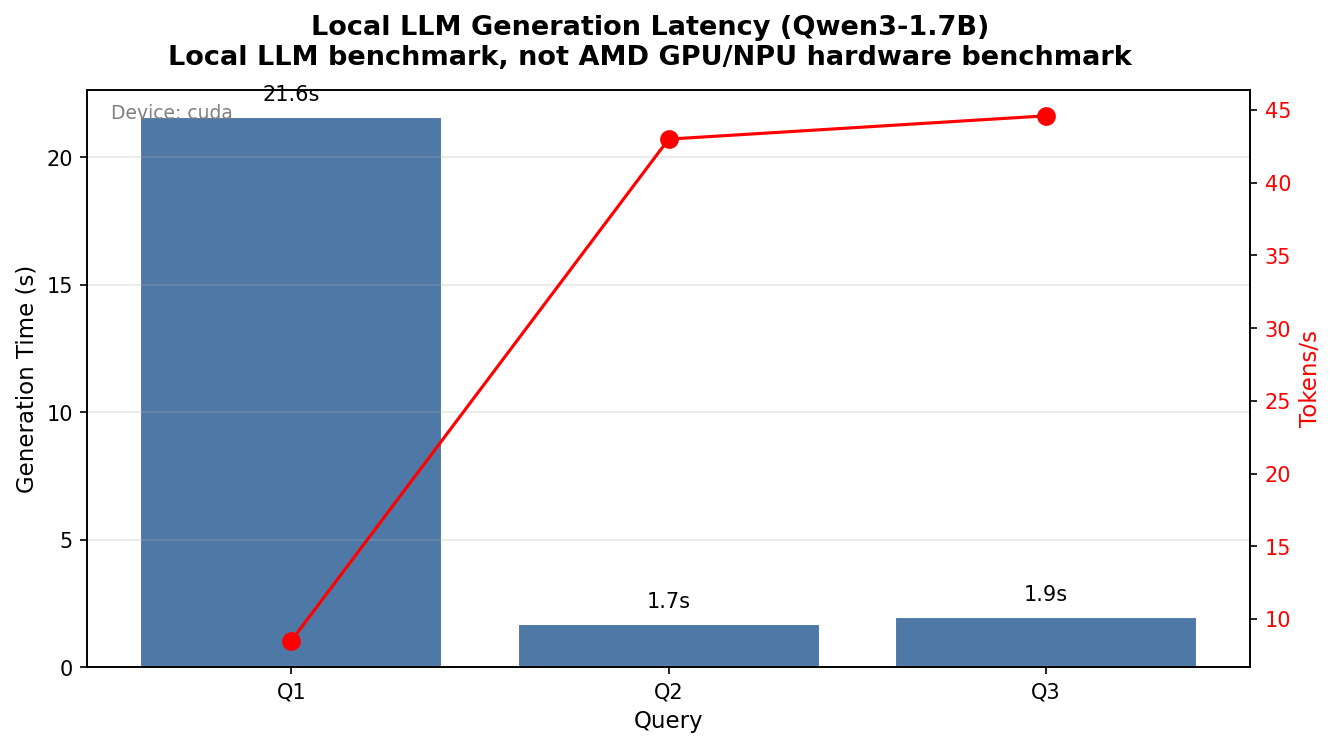 Local LLM Generation Latency (Qwen3-1.7B)
Local LLM benchmark, not AMD GPU/NPU hardware benchmark
Device: cuda
21.6s
1.7s
1.9s
20
15
10
5
0
Generation Time (s)
45
40
35
30
25
20
15
10
Tokens/s
Q1
Q2
Q3
Query